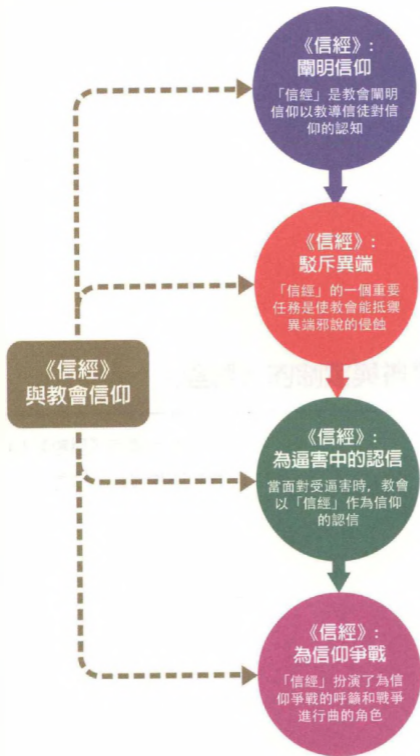 《信經》：
闡明信仰
「信經」是教會闡明
信仰以教導信徒對信
仰的認知
《信經》：
駁斥異端
「信經」的一個重要
任務是使教會能抵禦
異端邪說的侵蝕
《信經》
與教會信仰
《信經》：
為逼害中的認信
當面對受逼害時，教會
以「信經」作為信仰
的認信
《信經》：
為信仰爭戰
「信經」扮演了為信
仰爭戰的呼籲和戰爭
進行曲的角色